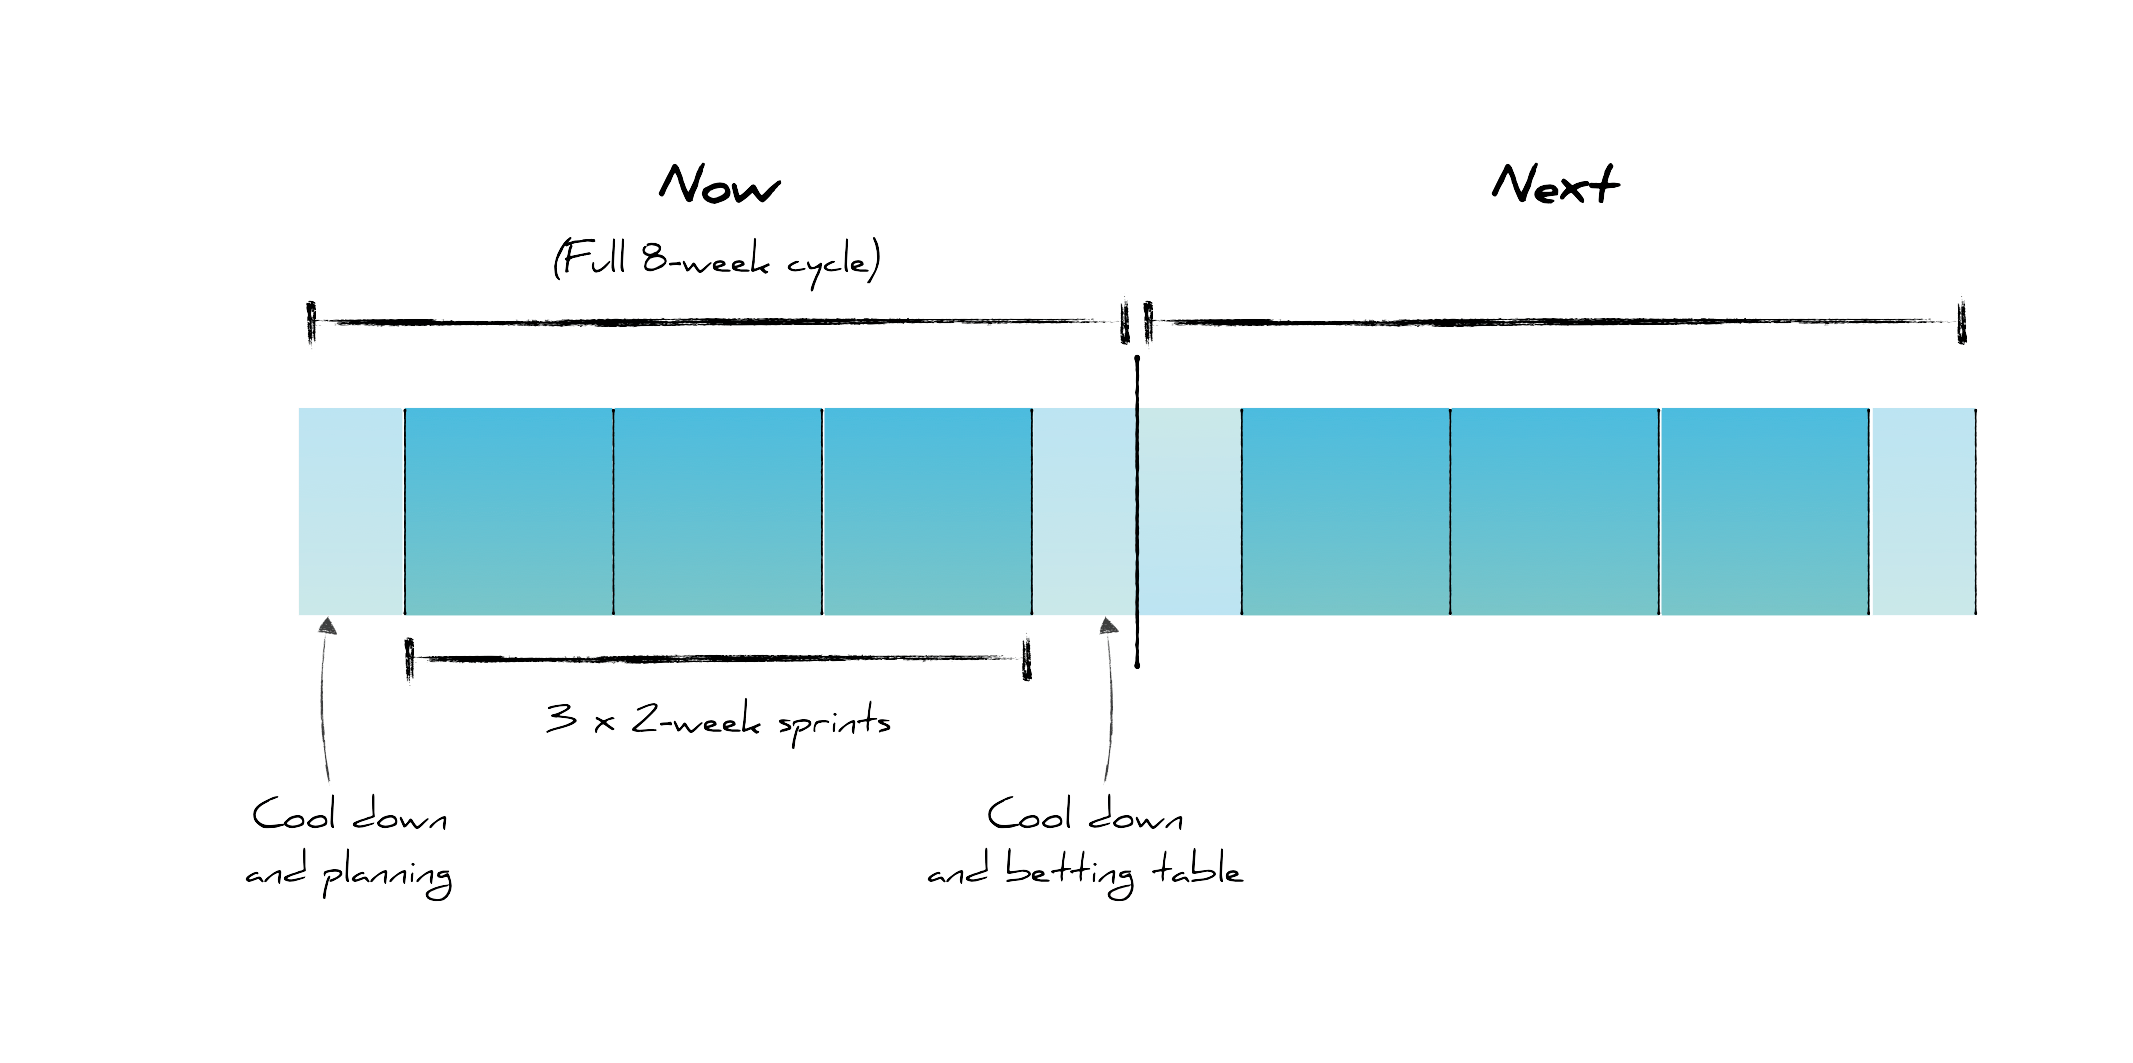 Now
Next
(Full 8-week cycle)
3 x 2-week sprints
Cool down
and planning
Cool down
and betting table